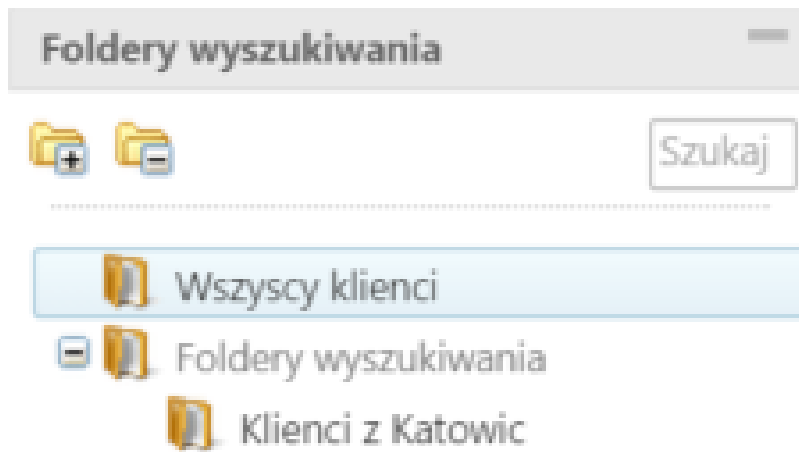 Foldery wyszukiwania
Szukaj
Wszyscy klienci
Foldery wyszukiwania
Klienci z Katowic